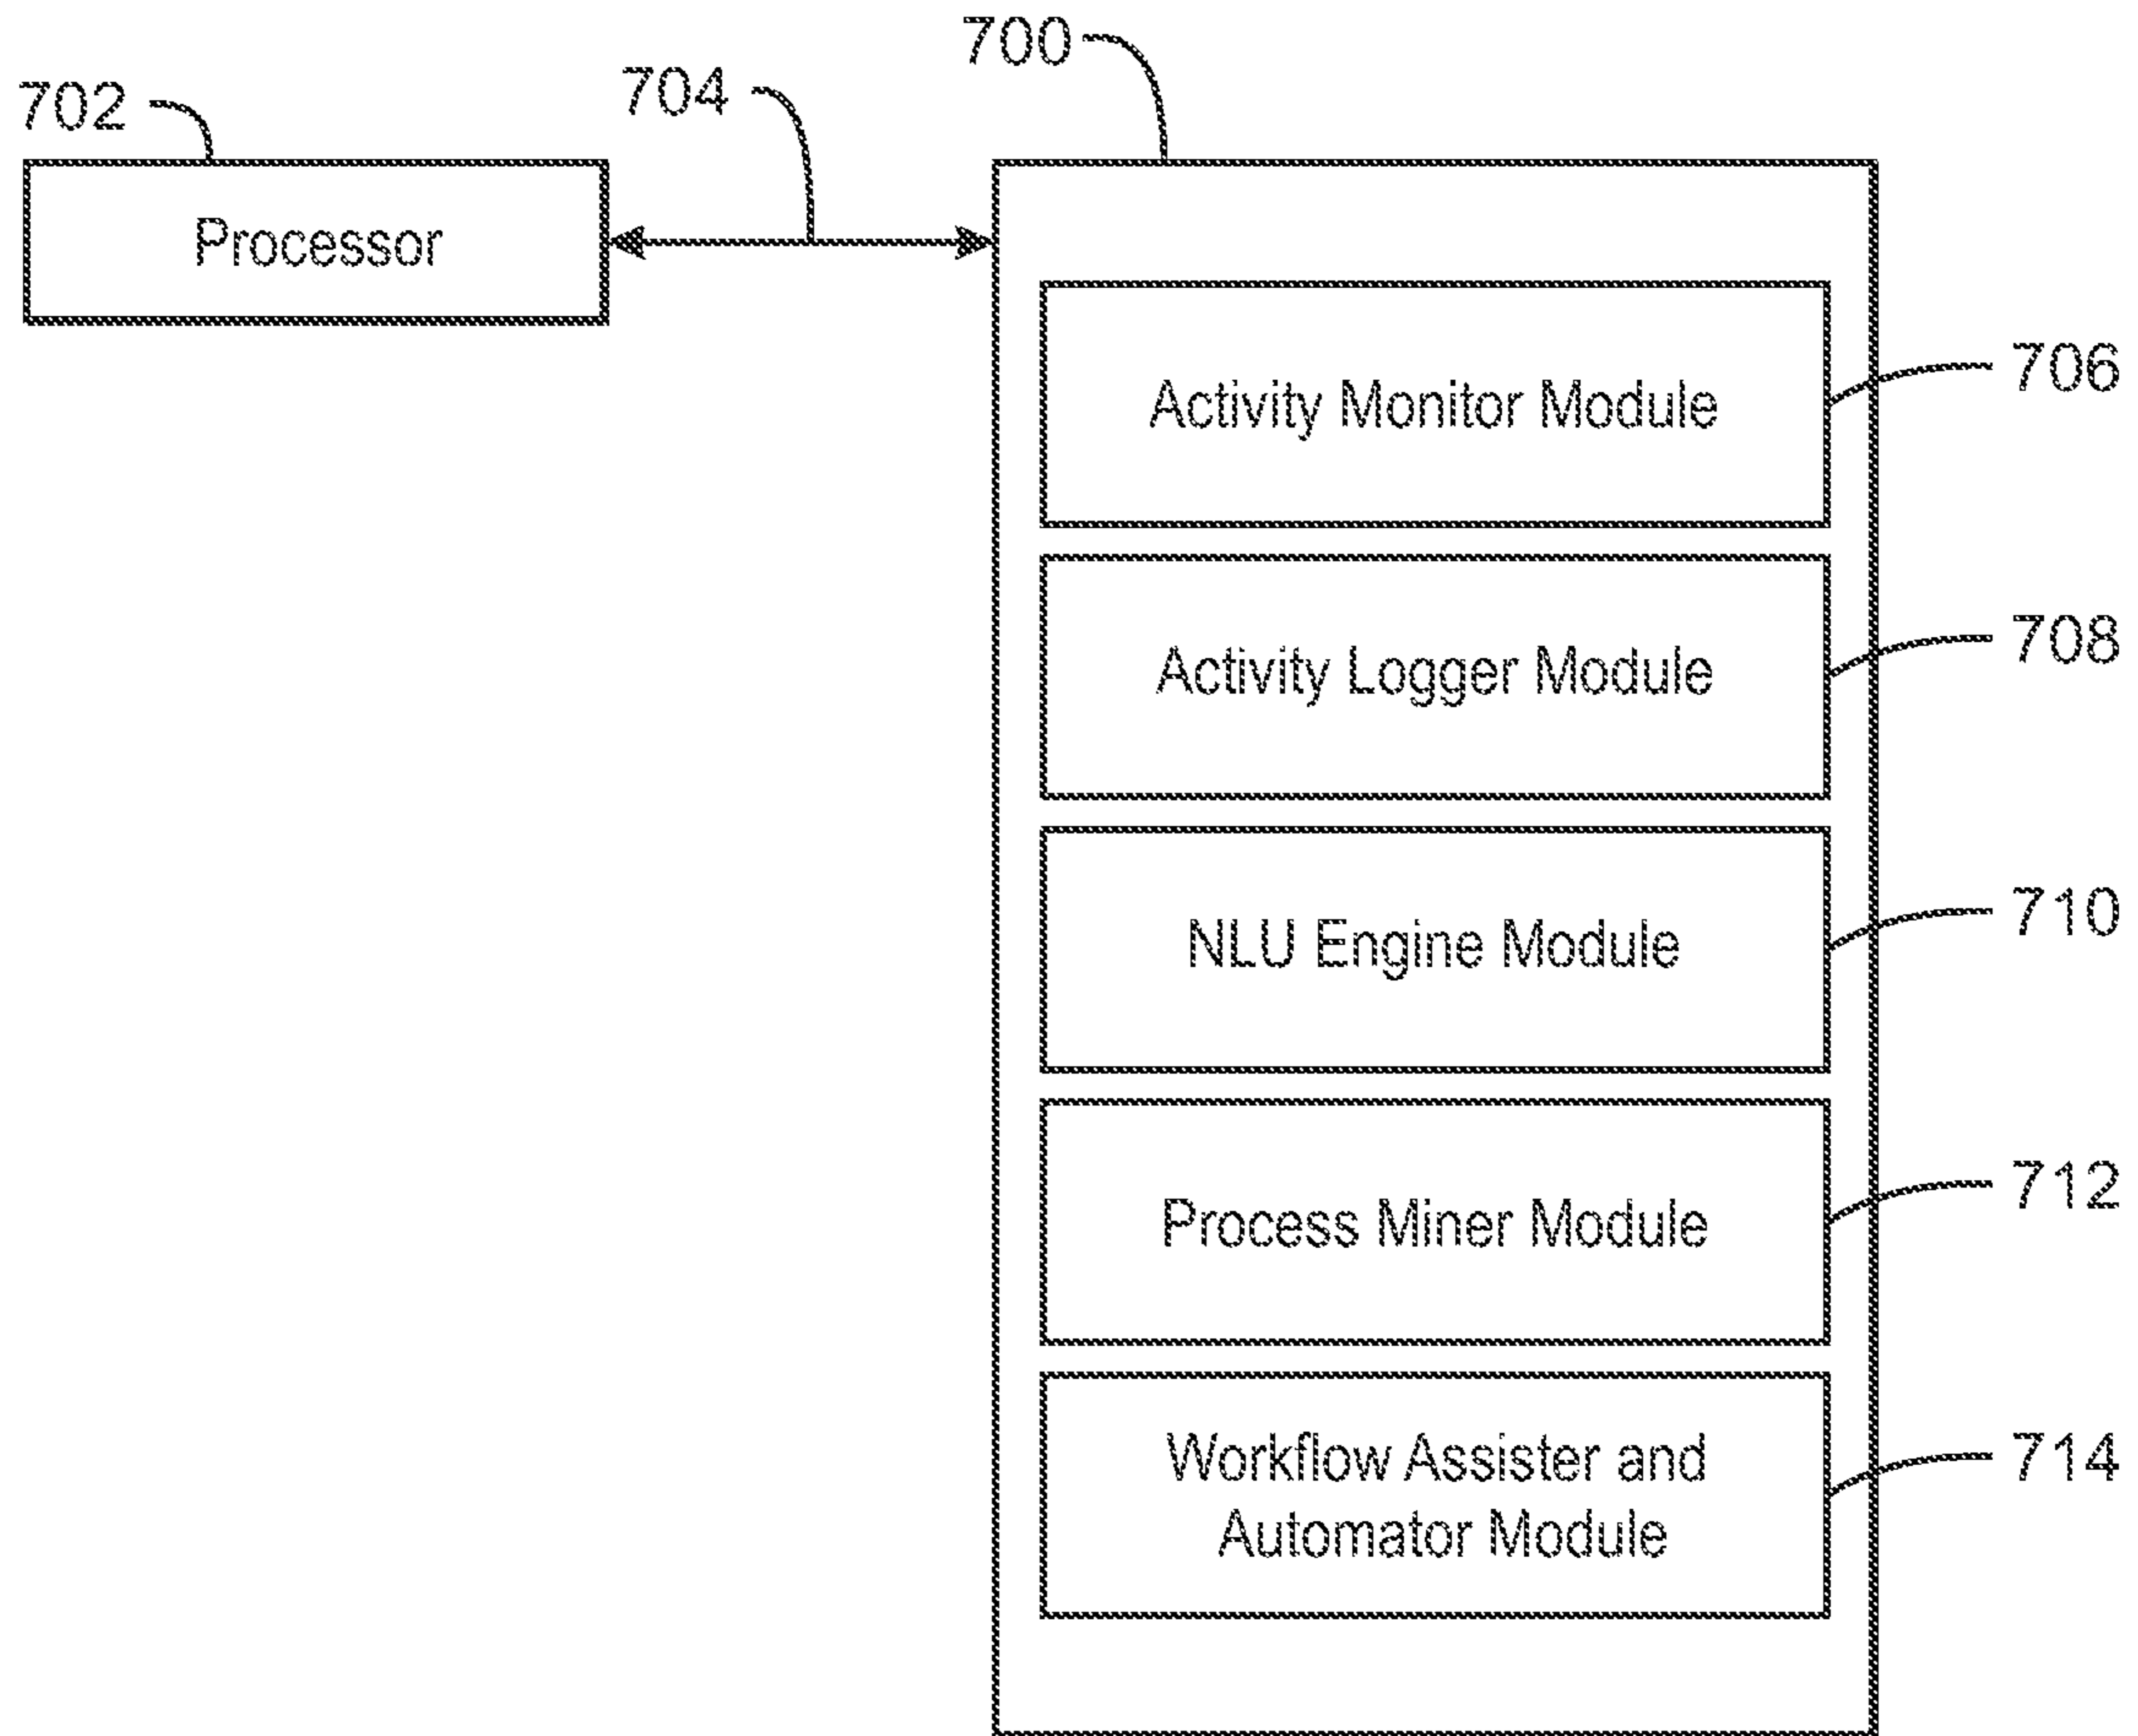 700
704
702
Processor
Activity Monitor Module
706
Activity Logger Module
708
NLU Engine Module
710
Process Miner Module
712
Workflow Assister and
Automator Module
714